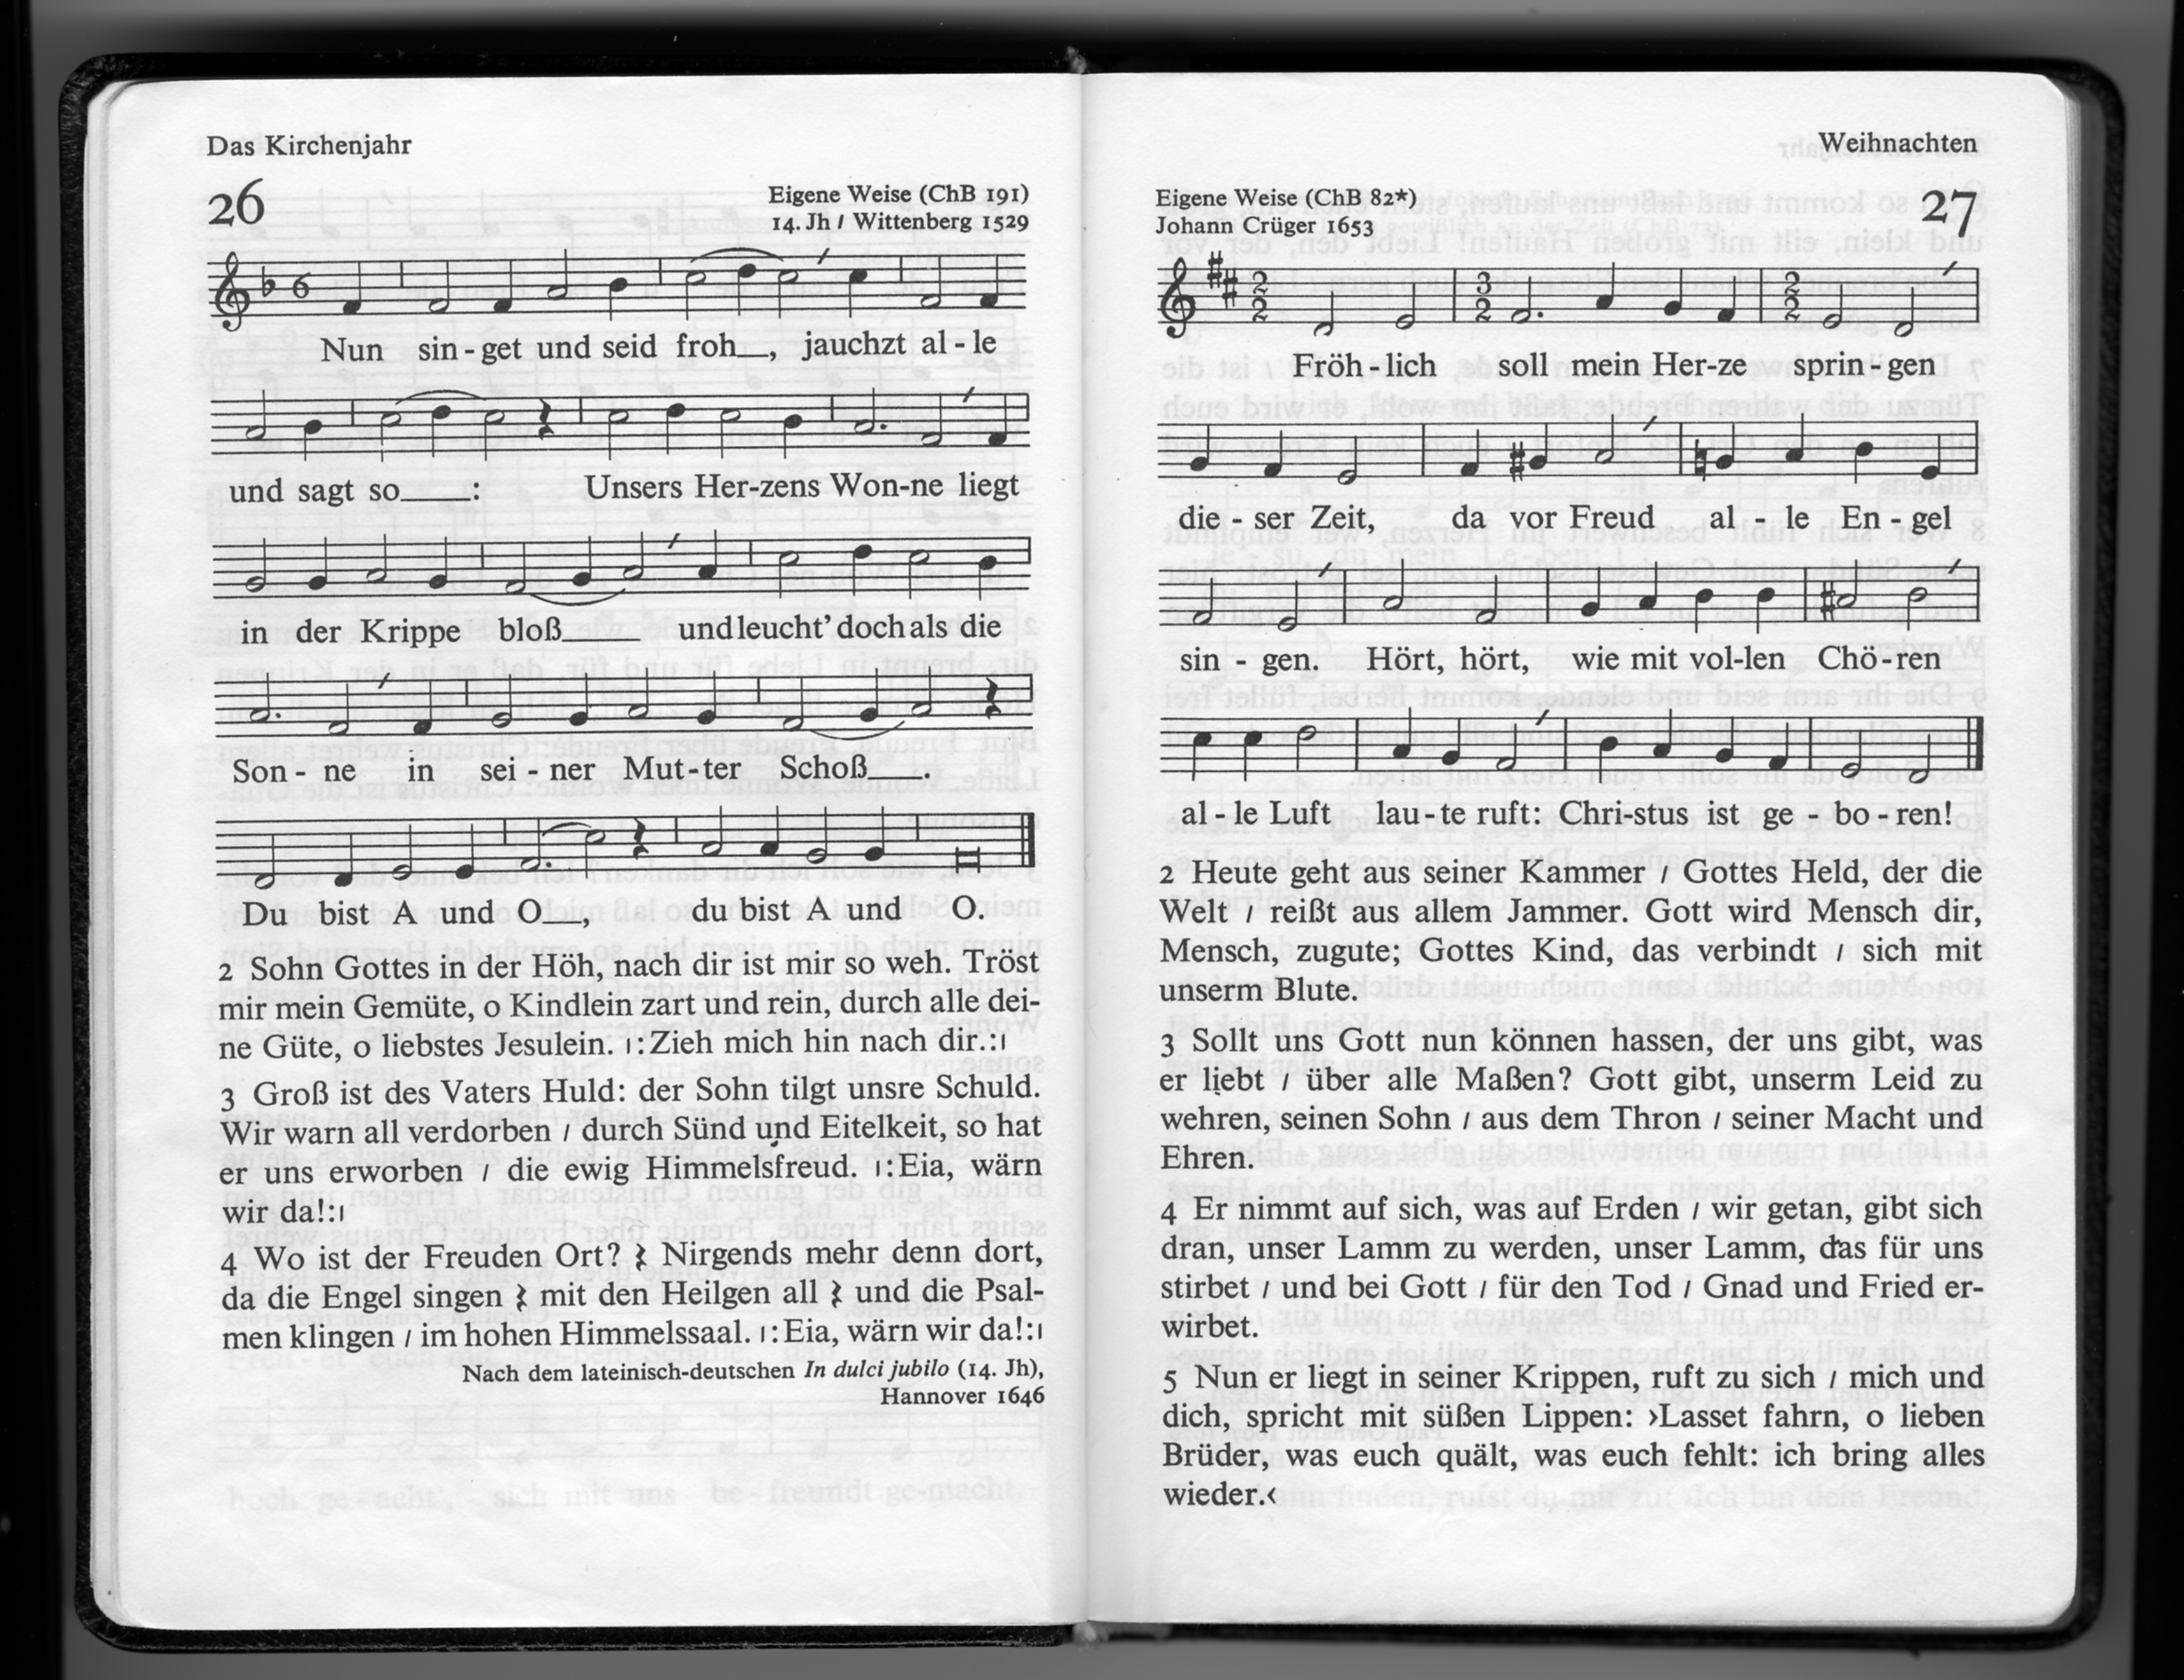 Das Kirchenjahr
26
Eigene Weise (ChB 191)
14. Jh / Wittenberg 1529
6
Nun sin-get und seid froh__, jauchzt al-le
und sagt so____: Unsers Her-zens Won-ne liegt
in der Krippe bloß____ und leucht' doch als die
Son-ne in sei-ner Mut-ter Schoß___.
Du bist A und O__, du bist A und O.
2 Sohn Gottes in der Höh, nach dir ist mir so weh. Tröst
mir mein Gemüte, o Kindlein zart und rein, durch alle dei-
ne Güte, o liebstes Jesulein. ı:Zieh mich hin nach dir.:ı
3 Groß ist des Vaters Huld: der Sohn tilgt unsre Schuld.
Wir warn all verdorben / durch Sünd und Eitelkeit, so hat
er uns erworben / die ewig Himmelsfreud. ı:Eia, wärn
wir da!:ı
4 Wo ist der Freuden Ort? 𝄽 Nirgends mehr denn dort,
da die Engel singen 𝄽 mit den Heilgen all 𝄽 und die Psal-
men klingen / im hohen Himmelssaal. ı:Eia, wärn wir da!:ı
Nach dem lateinisch-deutschen In dulci jubilo (14. Jh),
Hannover 1646
Weihnachten
Eigene Weise (ChB 82*)
Johann Crüger 1653
27
2 2 3 2 2 2
Fröh-lich soll mein Her-ze sprin-gen
die-ser Zeit, da vor Freud al-le En-gel
sin-gen. Hört, hört, wie mit vol-len Chö-ren
al-le Luft lau-te ruft: Chri-stus ist ge-bo-ren!
2 Heute geht aus seiner Kammer / Gottes Held, der die
Welt / reißt aus allem Jammer. Gott wird Mensch dir,
Mensch, zugute; Gottes Kind, das verbindt / sich mit
unserm Blute.
3 Sollt uns Gott nun können hassen, der uns gibt, was
er liebt / über alle Maßen? Gott gibt, unserm Leid zu
wehren, seinen Sohn / aus dem Thron / seiner Macht und
Ehren.
4 Er nimmt auf sich, was auf Erden / wir getan, gibt sich
dran, unser Lamm zu werden, unser Lamm, das für uns
stirbet / und bei Gott / für den Tod / Gnad und Fried er-
wirbet.
5 Nun er liegt in seiner Krippen, ruft zu sich / mich und
dich, spricht mit süßen Lippen: ›Lasset fahrn, o lieben
Brüder, was euch quält, was euch fehlt: ich bring alles
wieder.‹